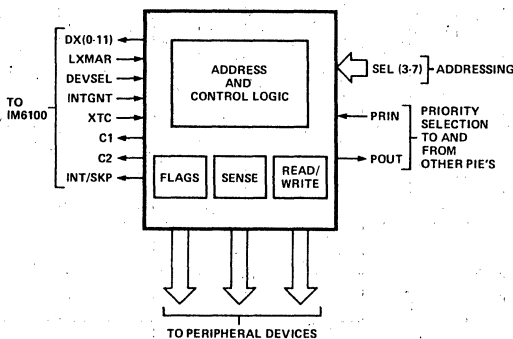 DX(0-11)
LXMAR
DEVSEL
INTGNT
XTC
C1
C2
INT/SKP
TO
IM6100
ADDRESS
AND
CONTROL LOGIC
FLAGS
SENSE
READ/
WRITE
SEL (3-7)
ADDRESSING
PRIN
POUT
PRIORITY
SELECTION
TO AND
FROM
OTHER PIE'S
TO PERIPHERAL DEVICES